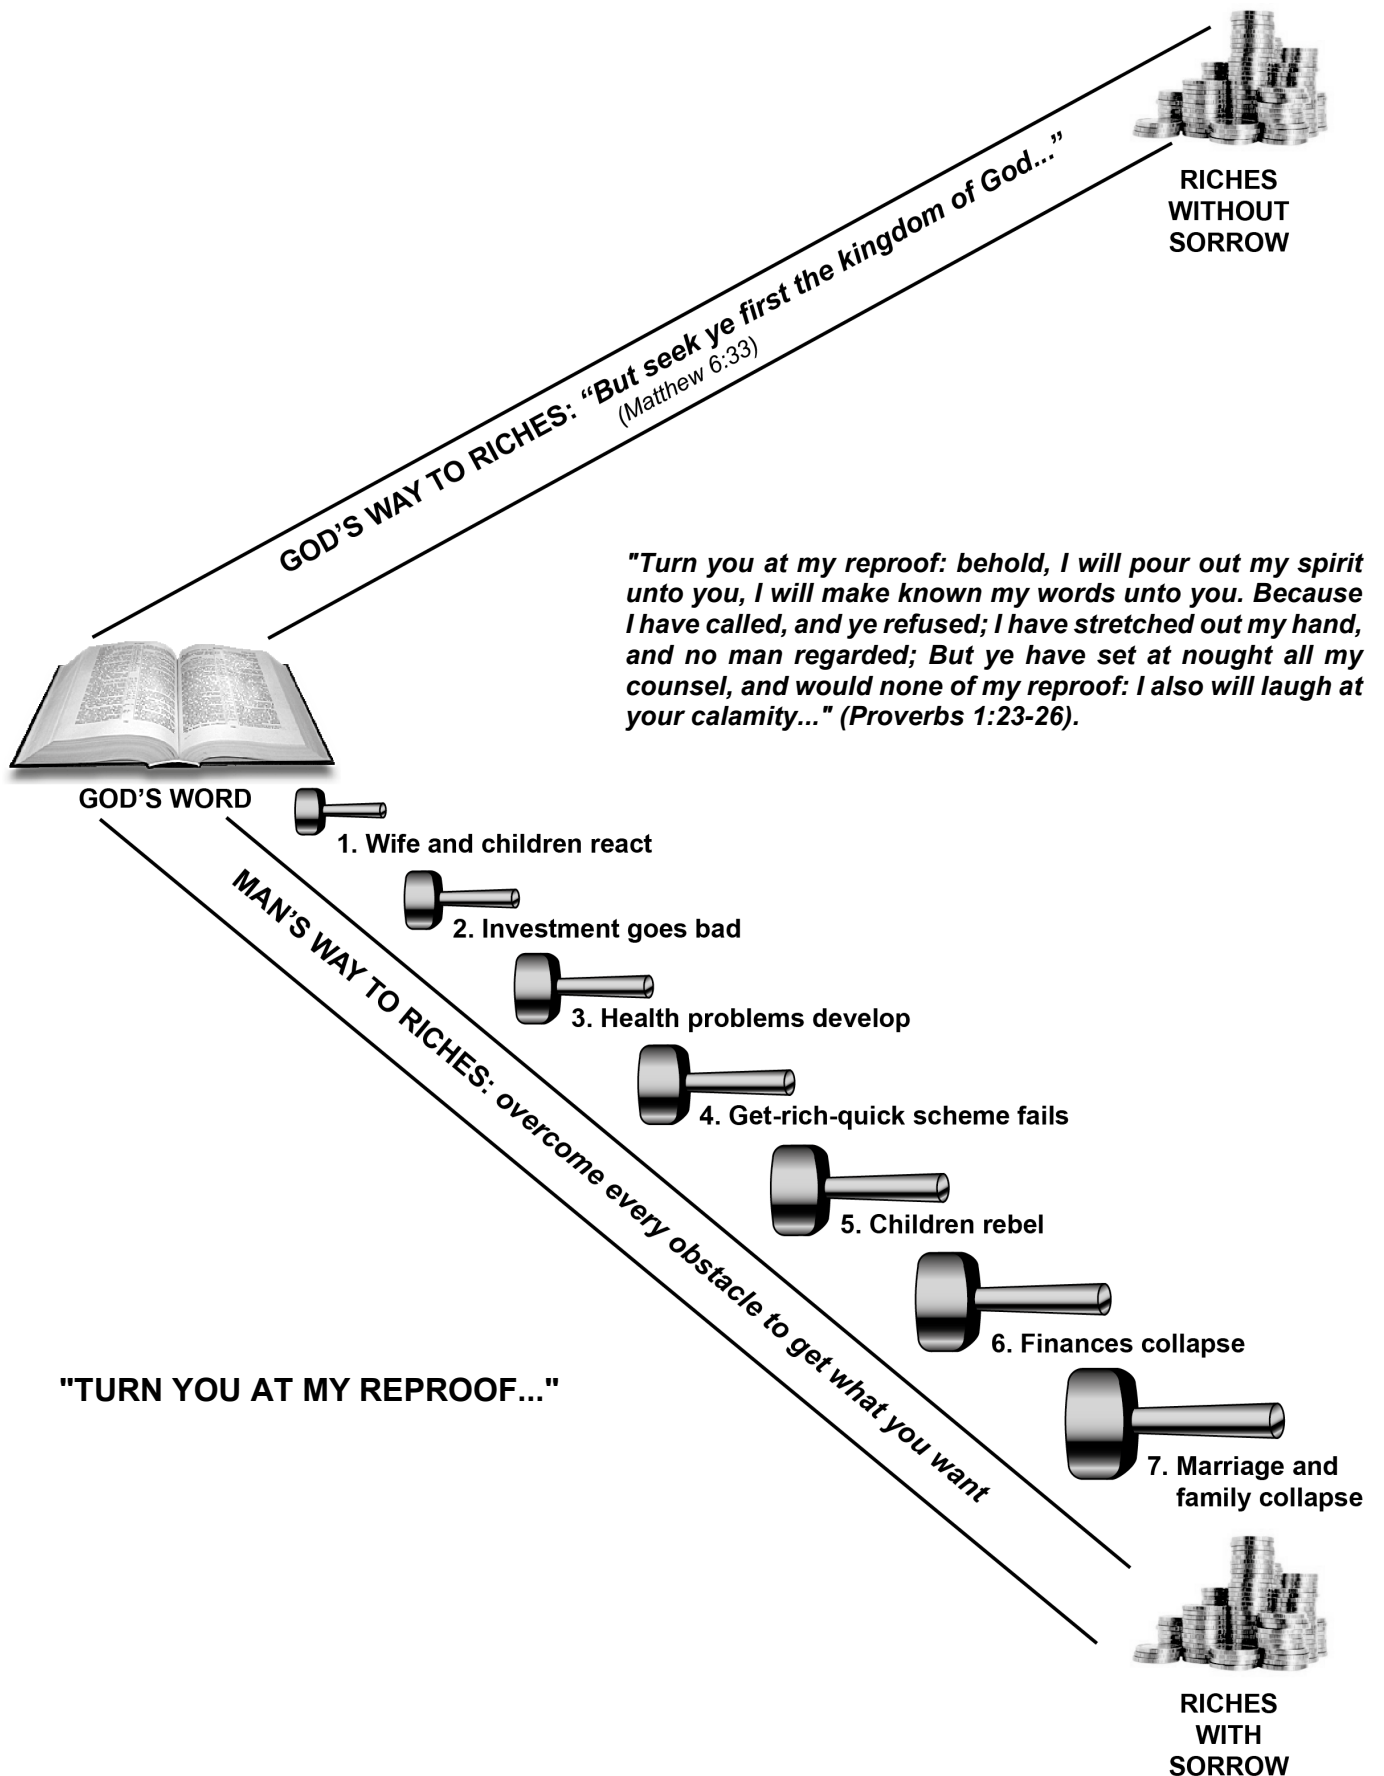 RICHES
WITHOUT
SORROW
GOD'S WAY TO RICHES: “But seek ye first the kingdom of God...”
(Matthew 6:33)
"Turn you at my reproof: behold, I will pour out my spirit
unto you, I will make known my words unto you. Because
I have called, and ye refused; I have stretched out my hand,
and no man regarded; But ye have set at nought all my
counsel, and would none of my reproof: I also will laugh at
your calamity..." (Proverbs 1:23-26).
GOD'S WORD
MAN'S WAY TO RICHES: overcome every obstacle to get what you want
1. Wife and children react
2. Investment goes bad
3. Health problems develop
4. Get-rich-quick scheme fails
5. Children rebel
6. Finances collapse
"TURN YOU AT MY REPROOF..."
7. Marriage and
family collapse
RICHES
WITH
SORROW